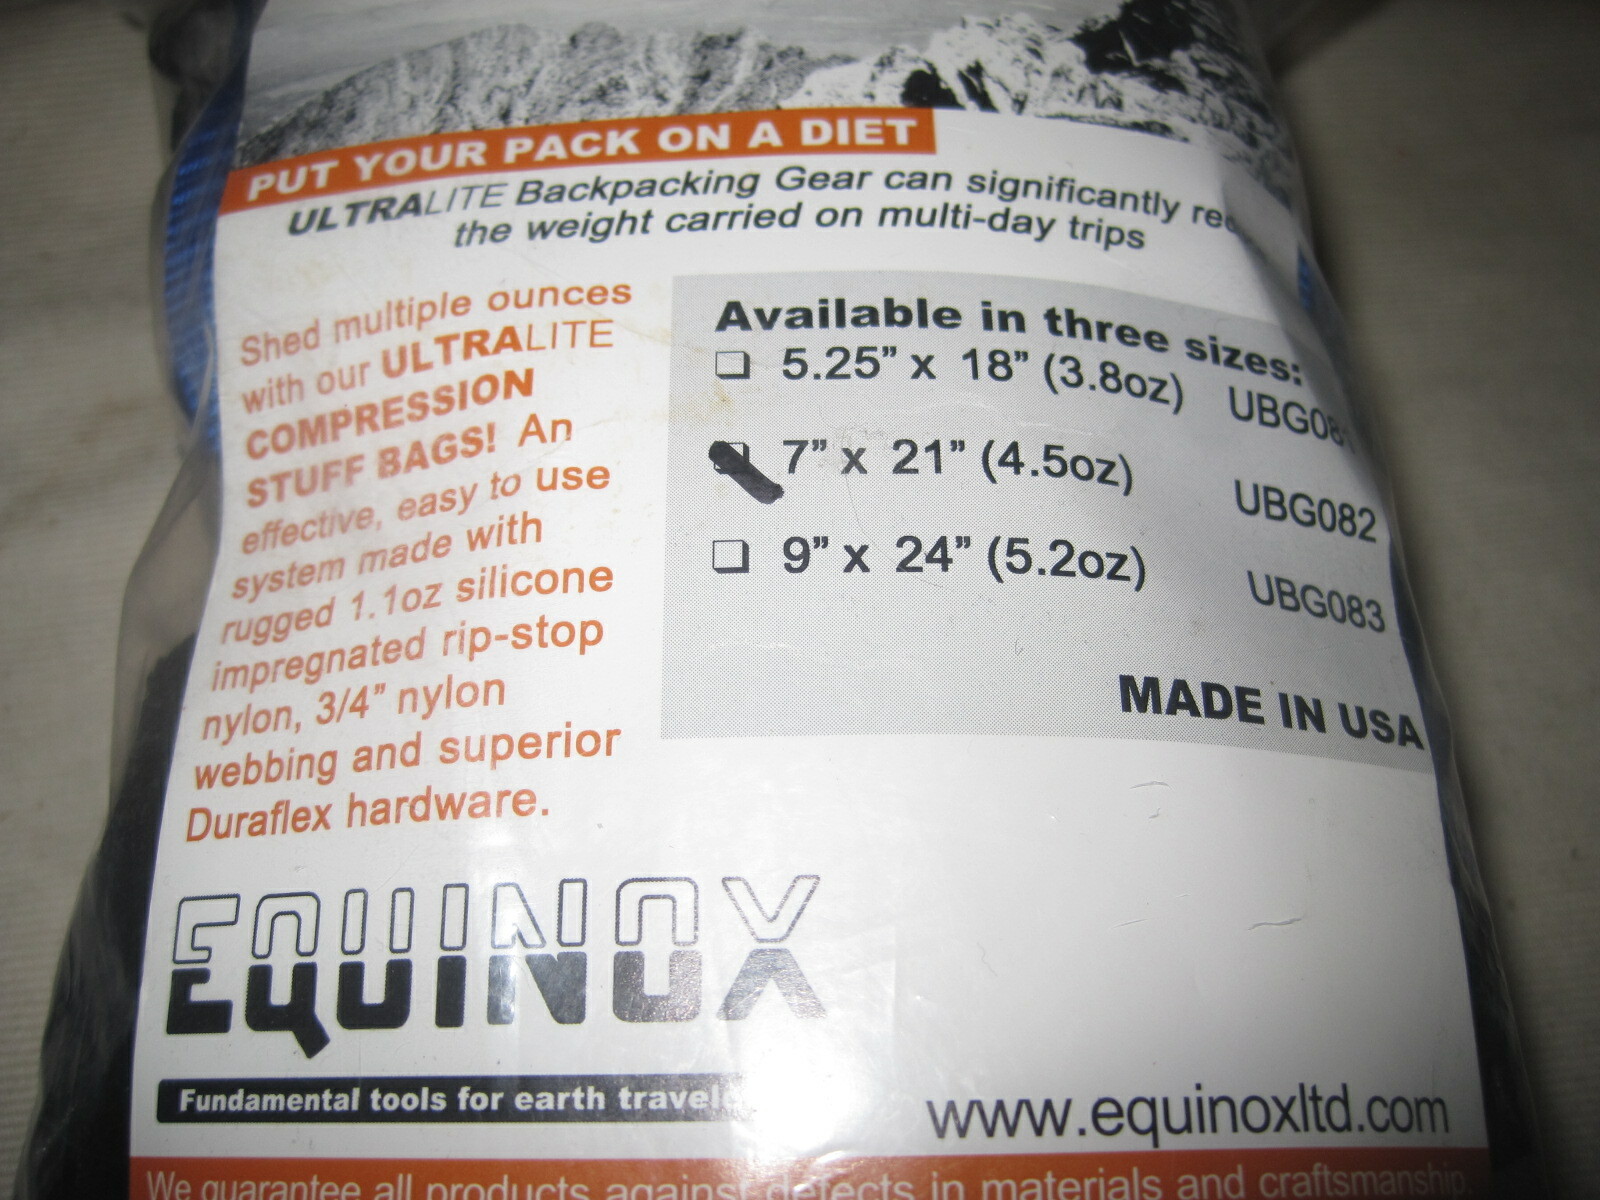 PUT YOUR PACK ON A DIET
ULTRALITE Backpacking Gear can significantly
the weight carried on multi-day trips
Shed multiple ounces
with our ULTRALITE
COMPRESSION
STUFF BAGS! An
effective, easy to use
system made with
rugged 1.1oz silicone
impregnated rip-stop
nylon, 3/4" nylon
webbing and superior
Duraflex hardware.
Available in three sizes:
5.25" x 18" (3.8oz) UBG081
7" x 21" (4.5oz) UBG082
9" x 24" (5.2oz) UBG083
MADE IN USA
EQUINOX
Fundamental tools for earth
www.equinoxltd.com
We guarantee all products against defects in materials and craftsmanship.